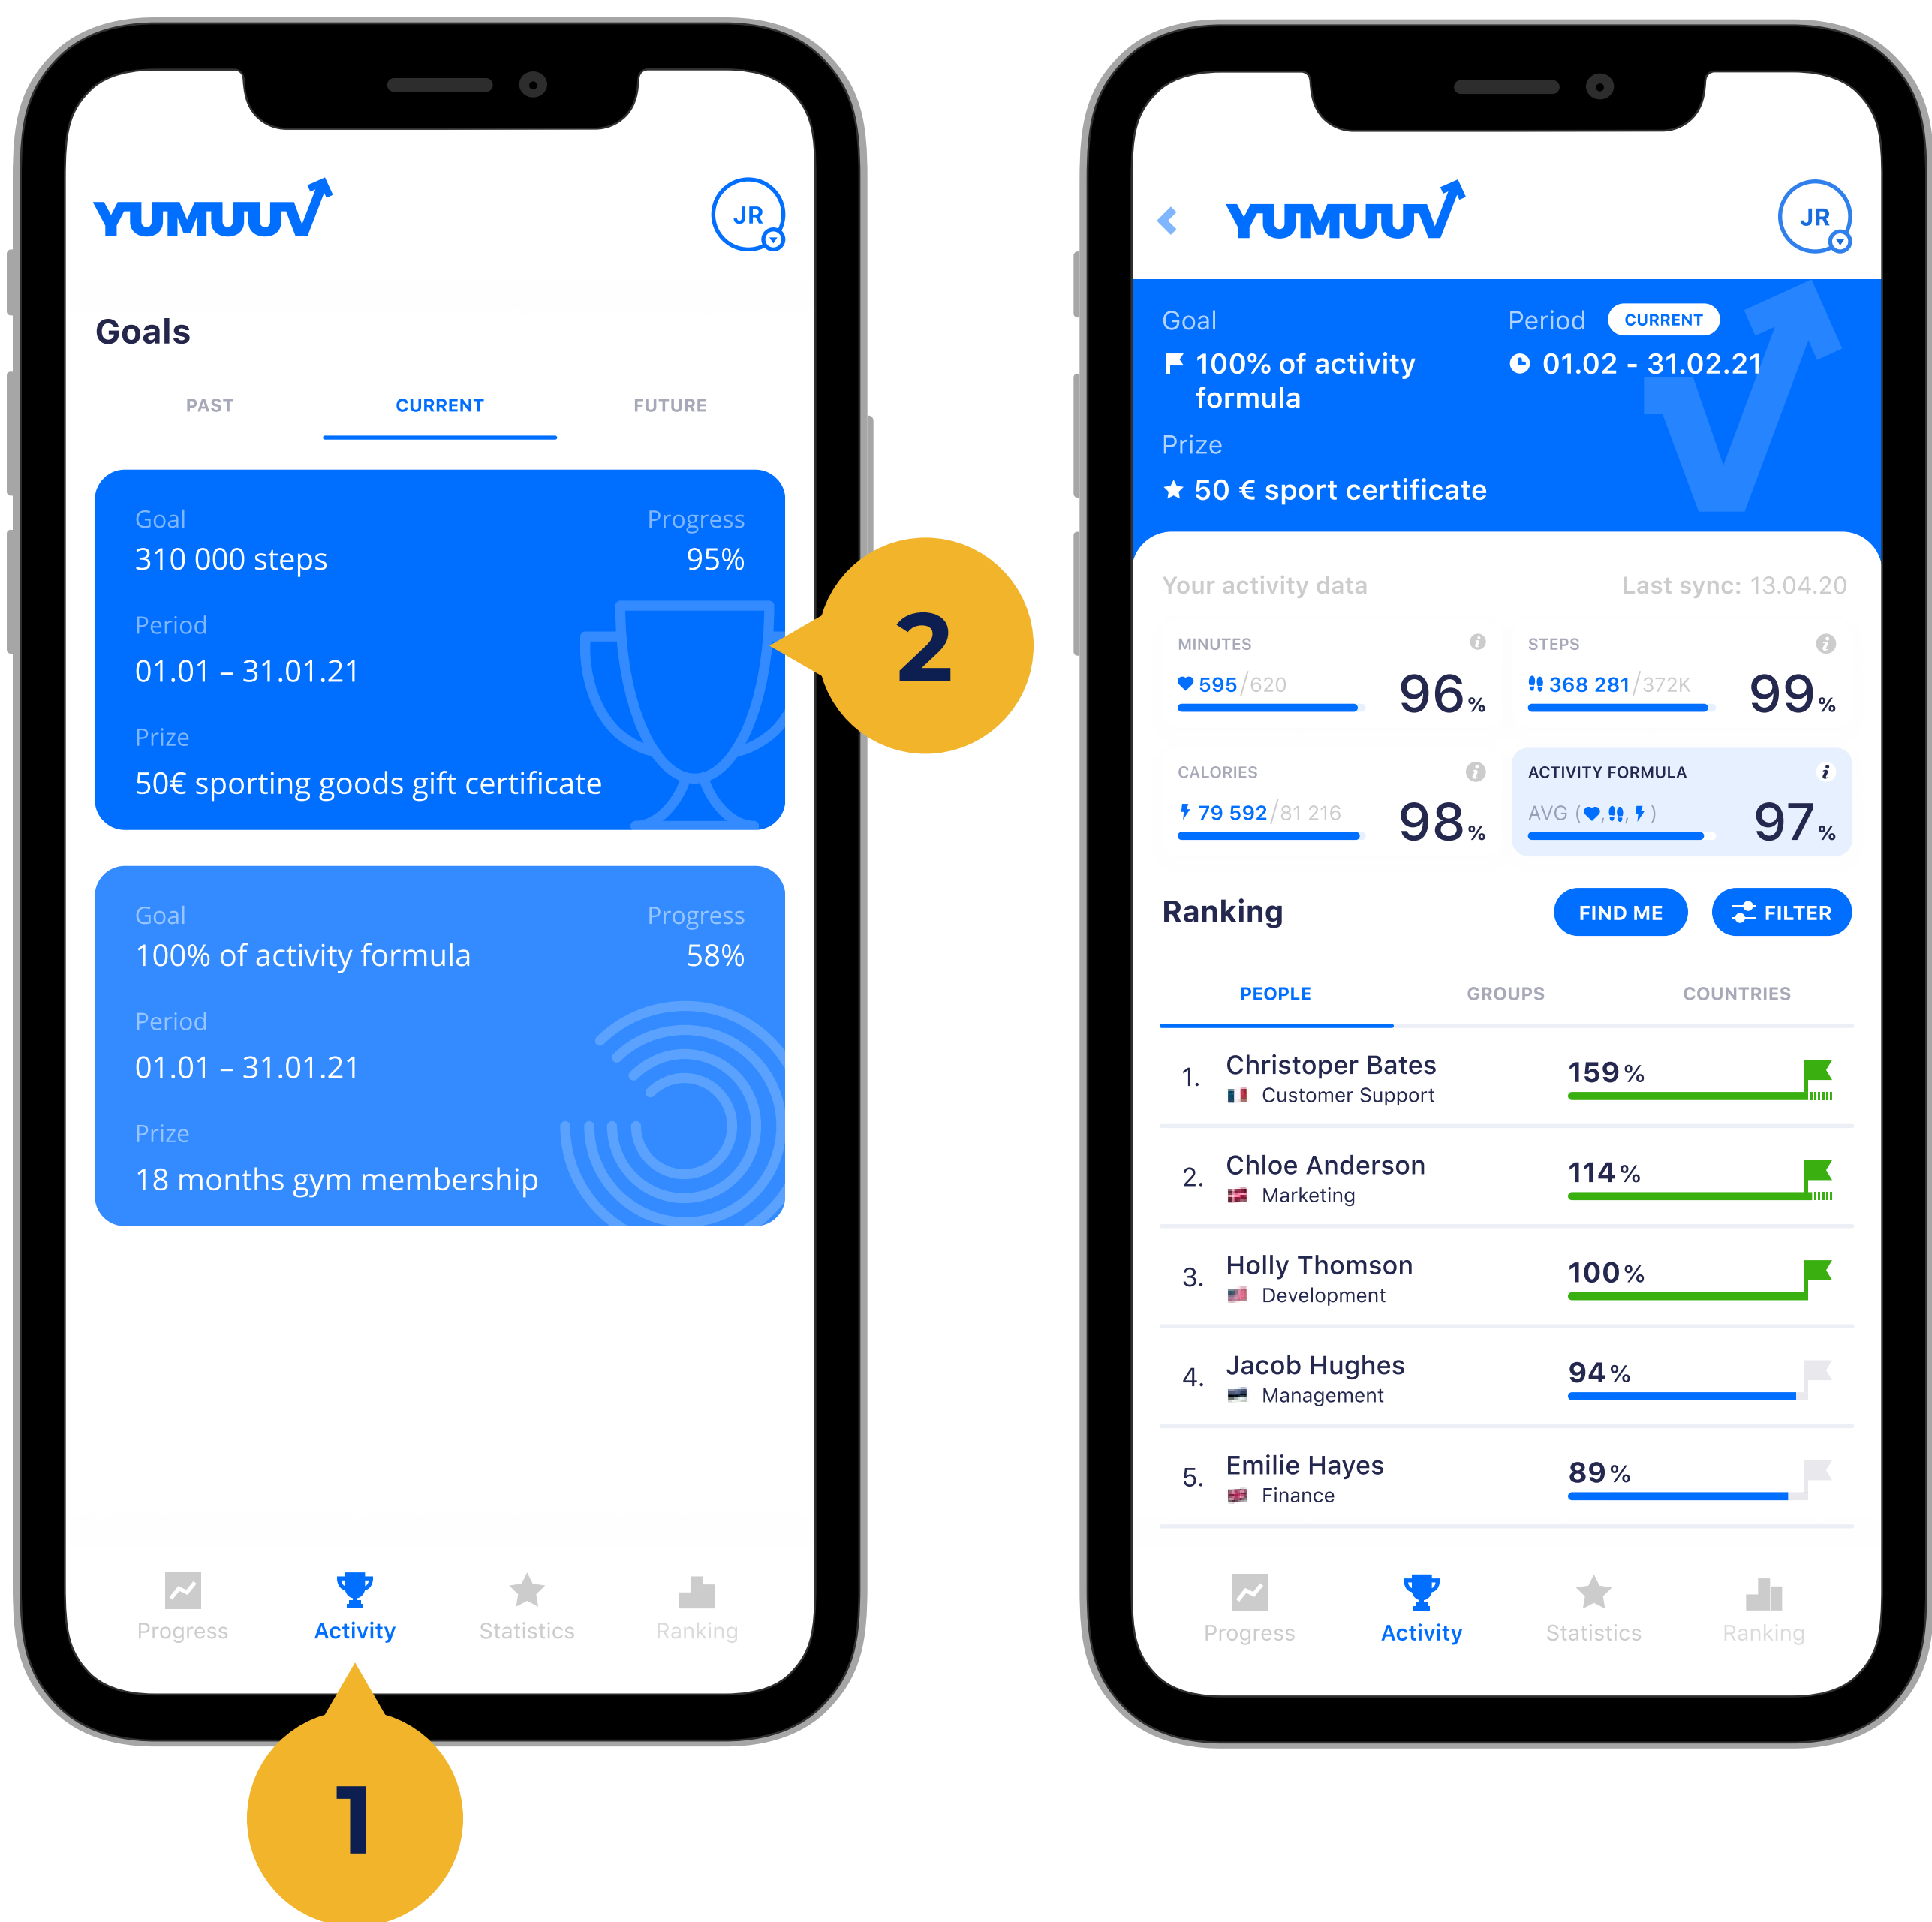 YUMUUV
JR
Goals
PAST CURRENT FUTURE
Goal Progress
310 000 steps 95%
Period
01.01 – 31.01.21
Prize
50€ sporting goods gift certificate
Goal Progress
100% of activity formula 58%
Period
01.01 – 31.01.21
Prize
18 months gym membership
Progress Activity Statistics Ranking
1
2
YUMUUV
JR
Goal Period CURRENT
100% of activity 01.02 - 31.02.21
formula
Prize
50 € sport certificate
Your activity data Last sync: 13.04.20
MINUTES
595/620 96%
STEPS
368 281/372K 99%
CALORIES
79 592/81 216 98%
ACTIVITY FORMULA
AVG ( , , ) 97%
Ranking FIND ME FILTER
PEOPLE GROUPS COUNTRIES
1. Christoper Bates 159%
Customer Support
2. Chloe Anderson 114%
Marketing
3. Holly Thomson 100%
Development
4. Jacob Hughes 94%
Management
5. Emilie Hayes 89%
Finance
Progress Activity Statistics Ranking